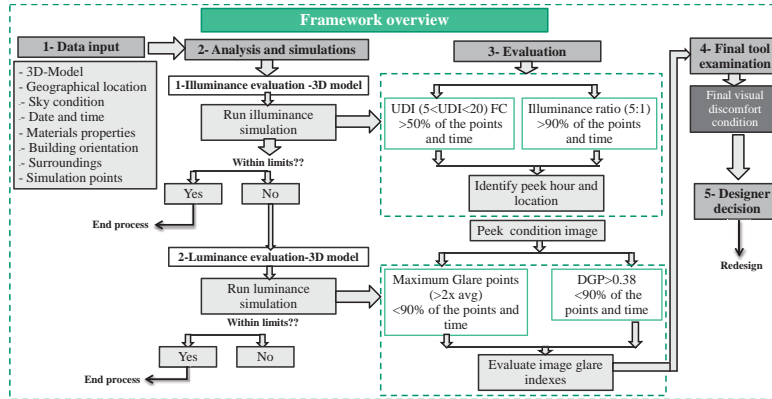 Framework overview
1- Data input
- 3D-Model
- Geographical location
- Sky condition
- Date and time
- Materials properties
- Building orientation
- Surroundings
- Simulation points
2- Analysis and simulations
1-Illuminance evaluation -3D model
Run illuminance
simulation
Within limits??
Yes
No
End process
2-Luminance evaluation-3D model
Run luminance
simulation
Within limits??
Yes
No
End process
3- Evaluation
UDI (5<UDI<20) FC
>50% of the points
and time
Illuminance ratio (5:1)
>90% of the points
and time
Identify peek hour and
location
Peek  condition image
Maximum Glare points
(>2x avg)
<90% of the points and
time
DGP>0.38
<90% of the
points and time
Evaluate image glare
indexes
4- Final tool
examination
Final visual
discomfort
condition
5- Designer
decision
Redesign